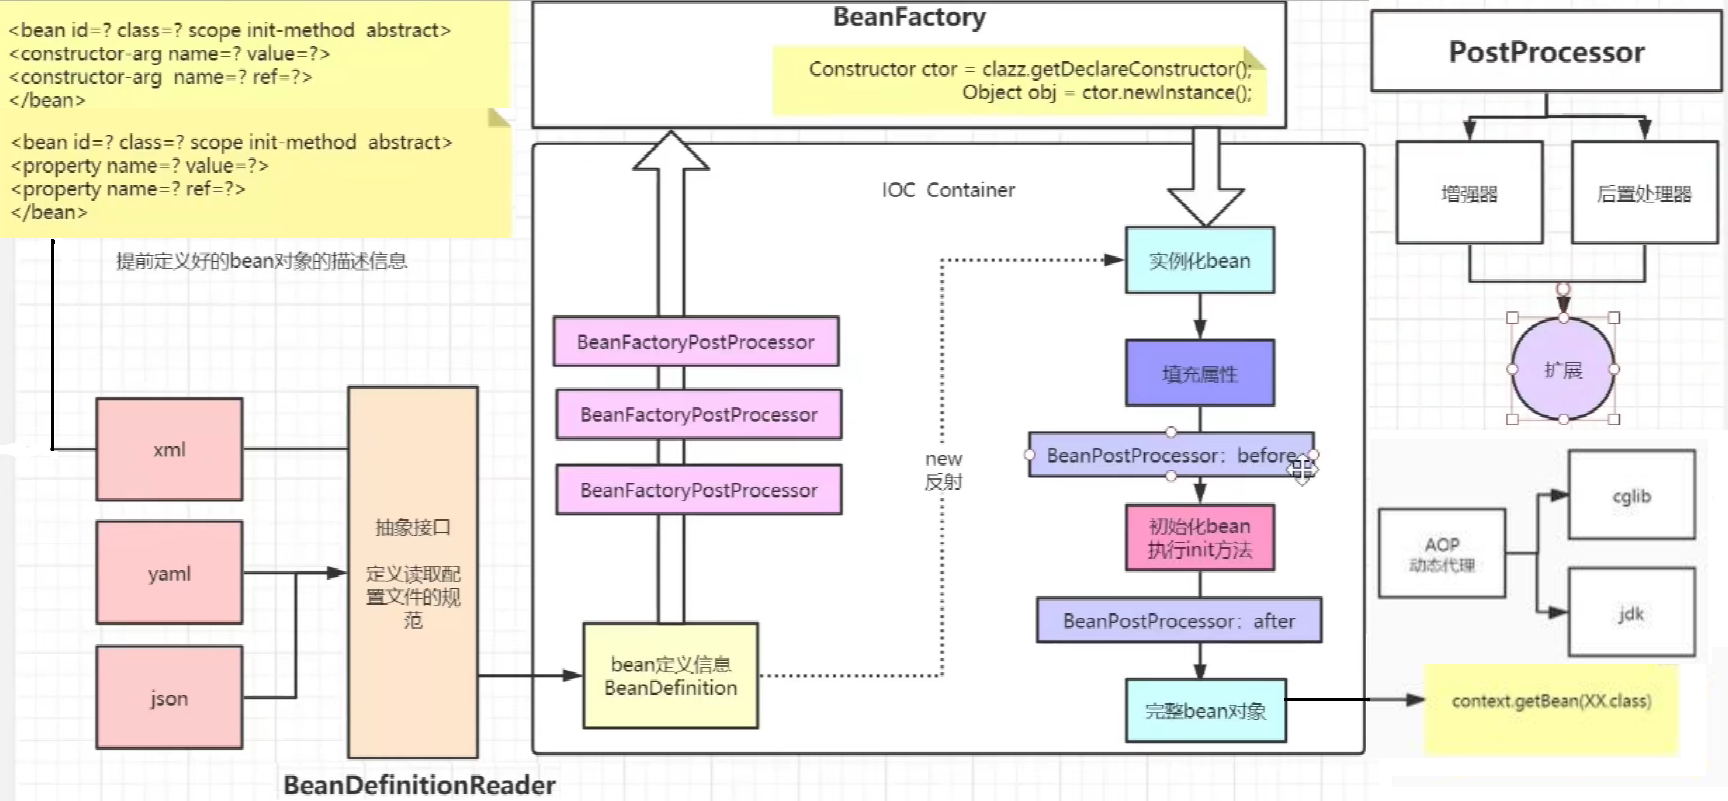 <bean id=? class=? scope init-method  abstract>
<constructor-arg name=? value=?>
<constructor-arg  name=? ref=?>
</bean>
<bean id=? class=? scope init-method  abstract>
<property name=? value=?>
<property name=? ref=?>
</bean>
提前定义好的bean对象的描述信息
xml
yaml
json
抽象接口
定义读取配
置文件的规
范
BeanDefinitionReader
BeanFactory
Constructor ctor = clazz.getDeclareConstructor();
Object obj = ctor.newInstance();
IOC  Container
BeanFactoryPostProcessor
BeanFactoryPostProcessor
BeanFactoryPostProcessor
bean定义信息
BeanDefinition
new
反射
实例化bean
填充属性
BeanPostProcessor：before
初始化bean
执行init方法
BeanPostProcessor：after
完整bean对象
PostProcessor
增强器
后置处理器
扩展
AOP
动态代理
cglib
jdk
context.getBean(XX.class)